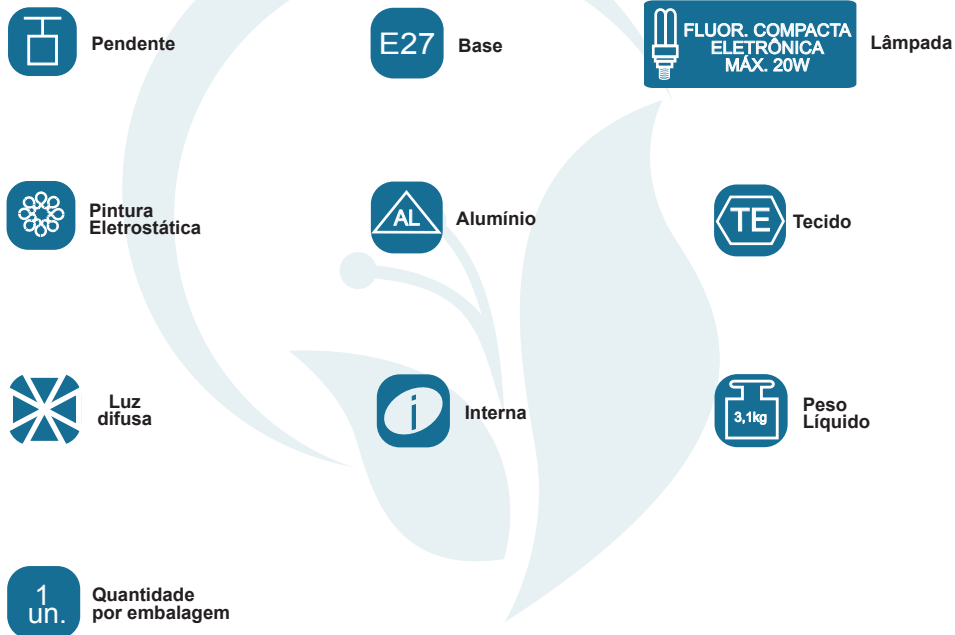 Pendente
E27
Base
FLUOR. COMPACTA
ELETRÔNICA
MÁX. 20W
Lâmpada
Pintura
Eletrostática
AL
Alumínio
TE
Tecido
Luz
difusa
i
Interna
3,1kg
Peso
Líquido
1
un.
Quantidade
por embalagem